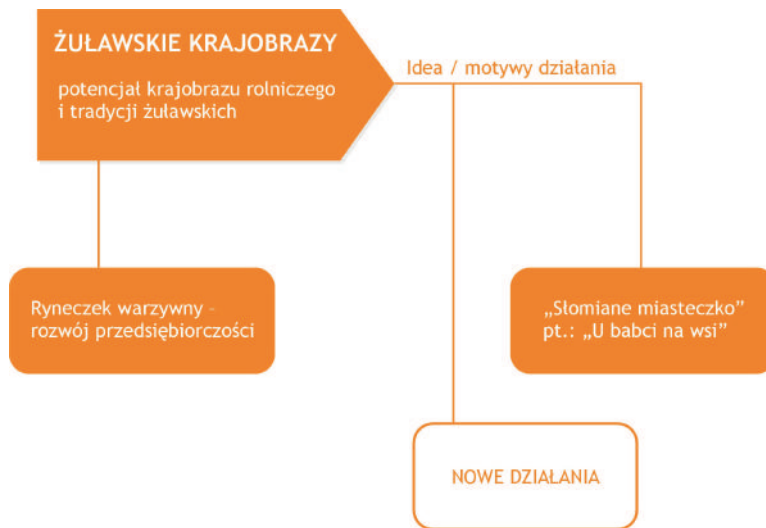 ŻUŁAWSKIE KRAJOBRAZY
potencjał krajobrazu rolniczego
i tradycji żuławskich
Idea / motywy działania
Ryneczek warzywny -
rozwój przedsiębiorczości
„Słomiane miasteczko”
pt.: „U babci na wsi”
NOWE DZIAŁANIA